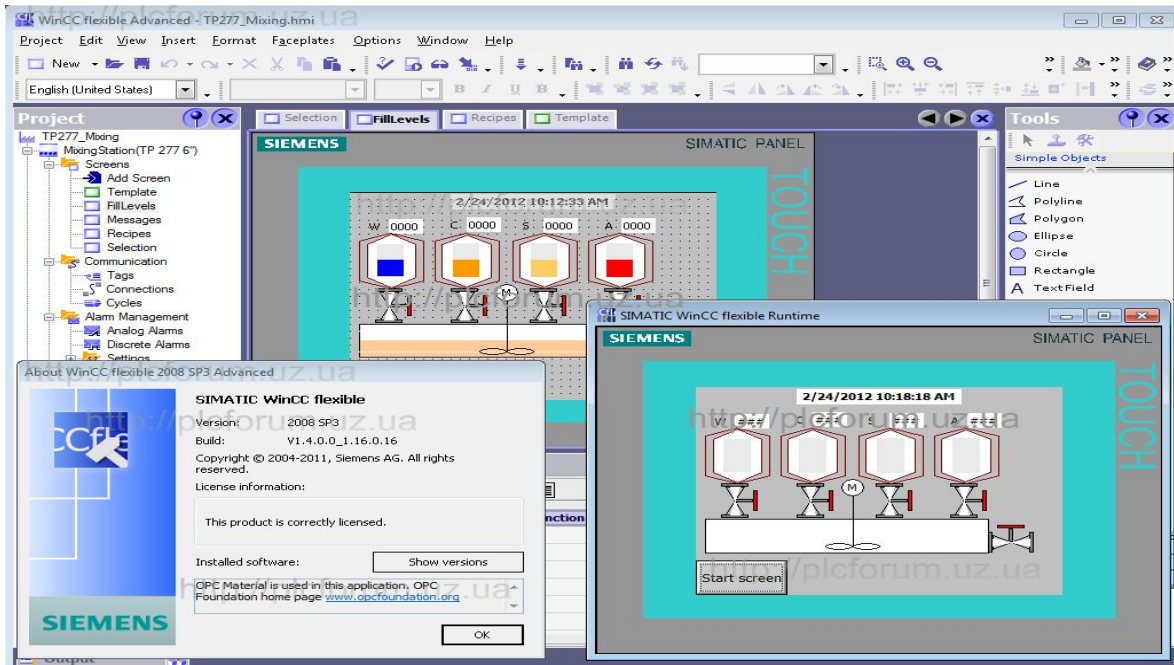 WinCC flexible Advanced - TP277_Mixing.hmi
Project Edit View Insert Format Faceplates Options Window Help
New
English (United States)
Project
TP277_Mixing
MixingStation(TP 277 6")
Screens
Add Screen
Template
FillLevels
Messages
Recipes
Selection
Communication
Tags
Connections
Cycles
Alarm Management
Analog Alarms
Discrete Alarms
Settings
Selection FillLevels Recipes Template
SIEMENS SIMATIC PANEL
TOUCH
2/24/2012 10:12:33 AM
W 0000 C 0000 S 0000 A 0000
M
http://plcforum.uz.ua
Tools
Simple Objects
Line
Polyline
Polygon
Ellipse
Circle
Rectangle
TextField
About WinCC flexible 2008 SP3 Advanced
SIMATIC WinCC flexible
Version: 2008 SP3
Build: V1.4.0.0_1.16.0.16
Copyright © 2004-2011, Siemens AG. All rights
reserved.
License information:
This product is correctly licensed.
Installed software: Show versions
OPC Material is used in this application. OPC
Foundation home page www.opcfoundation.org
SIEMENS
OK
Output
SIMATIC WinCC flexible Runtime
SIEMENS SIMATIC PANEL
TOUCH
2/24/2012 10:18:18 AM
W ### ### S ### A ###
http://plcforum.uz.ua
M
Start screen